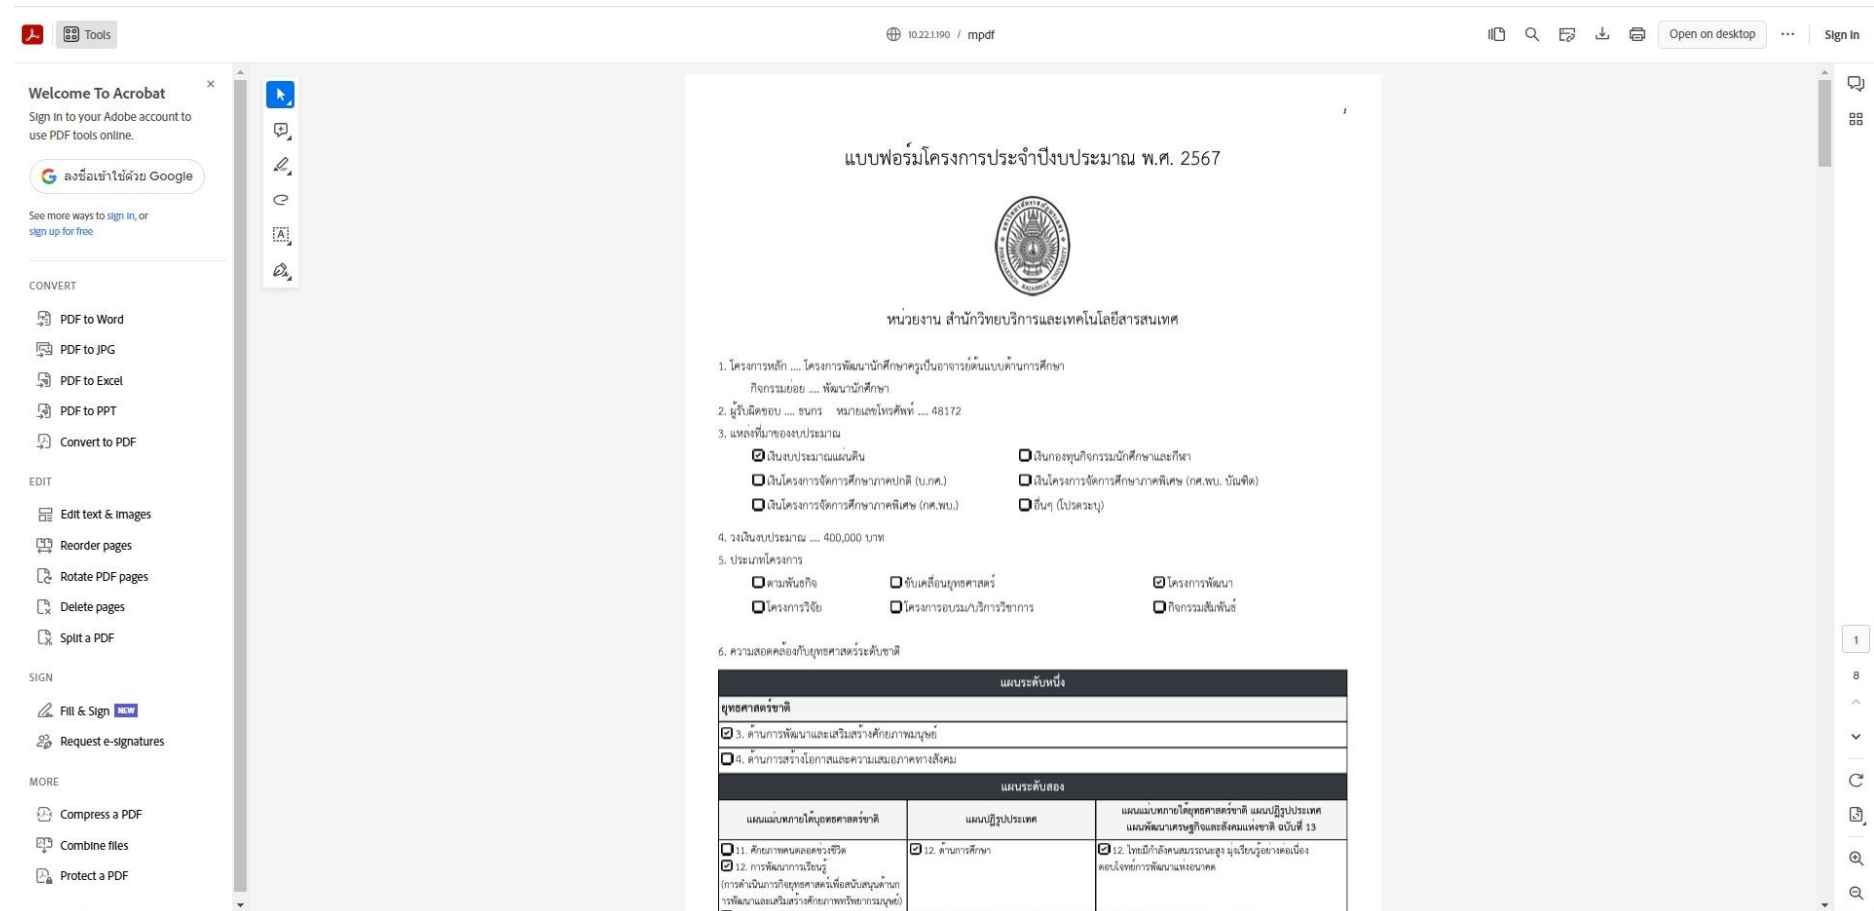 Tools
10.22.1.190 / mpdf
Open on desktop
Sign In
Welcome To Acrobat
Sign in to your Adobe account to
use PDF tools online.
ลงชื่อเข้าใช้ด้วย Google
See more ways to sign in, or
sign up for free
CONVERT
PDF to Word
PDF to JPG
PDF to Excel
PDF to PPT
Convert to PDF
EDIT
Edit text & images
Reorder pages
Rotate PDF pages
Delete pages
Split a PDF
SIGN
Fill & Sign NEW
Request e-signatures
MORE
Compress a PDF
Combine files
Protect a PDF
แบบฟอร์มโครงการประจำปีงบประมาณ พ.ศ. 2567
PHRANAKHON RAJABHAT UNIVERSITY
หน่วยงาน สำนักวิทยบริการและเทคโนโลยีสารสนเทศ
1. โครงการหลัก .... โครงการพัฒนานักศึกษาครูเป็นอาจารย์ต้นแบบด้านการศึกษา
กิจกรรมย่อย .... พัฒนานักศึกษา
2. ผู้รับผิดชอบ .... ธนกร หมายเลขโทรศัพท์ .... 48172
3. แหล่งที่มาของงบประมาณ
เงินงบประมาณแผ่นดิน เงินกองทุนกิจกรรมนักศึกษาและกีฬา
เงินโครงการจัดการศึกษาภาคปกติ (บ.กศ.) เงินโครงการจัดการศึกษาภาคพิเศษ (กศ.พบ. บัณฑิต)
เงินโครงการจัดการศึกษาภาคพิเศษ (กศ.พบ.) อื่นๆ (โปรดระบุ)
4. วงเงินงบประมาณ .... 400,000 บาท
5. ประเภทโครงการ
ตามพันธกิจ ขับเคลื่อนยุทธศาสตร์ โครงการพัฒนา
โครงการวิจัย โครงการอบรม/บริการวิชาการ กิจกรรมสัมพันธ์
6. ความสอดคล้องกับยุทธศาสตร์ระดับชาติ
แผนระดับหนึ่ง
ยุทธศาสตร์ชาติ
3. ด้านการพัฒนาและเสริมสร้างศักยภาพมนุษย์
4. ด้านการสร้างโอกาสและความเสมอภาคทางสังคม
แผนระดับสอง
แผนแม่บทภายใต้บุถทธศาสตร์ชาติ
แผนปฏิรูปประเทศ
แผนแม่บทภายใต้ยุทธศาสตร์ชาติ แผนปฏิรูปประเทศ
แผนพัฒนาเศรษฐกิจและสังคมแห่งชาติ ฉบับที่ 13
11. ศักยภาพคนตลอดช่วงชีวิต
12. การพัฒนาการเรียนรู้
(การดำเนินภารกิจยุทธศาสตร์เพื่อสนับสนุนด้านก
ารพัฒนาและเสริมสร้างศักยภาพทรัพยากรมนุษย์)
12. ด้านการศึกษา
12. ไทยมีกำลังคนสมรรถนะสูง มุ่งเรียนรู้อย่างต่อเนื่อง
ตอบโจทย์การพัฒนาแห่งอนาคต
1
8